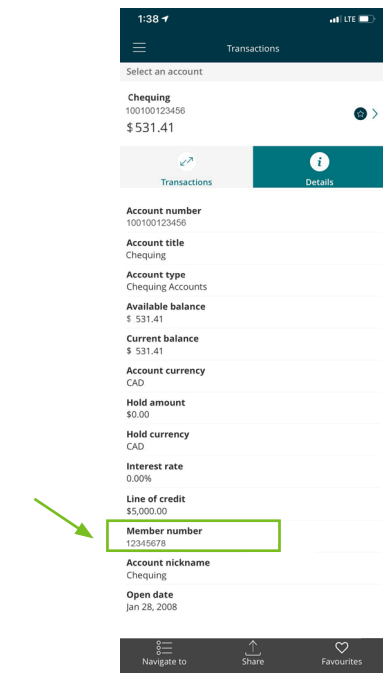 1:38
LTE
Transactions
Select an account
Chequing
100100123456
$531.41
Transactions
Details
Account number
100100123456
Account title
Chequing
Account type
Chequing Accounts
Available balance
$ 531.41
Current balance
$ 531.41
Account currency
CAD
Hold amount
$0.00
Hold currency
CAD
Interest rate
0.00%
Line of credit
$5,000.00
Member number
12345678
Account nickname
Chequing
Open date
Jan 28, 2008
Navigate to
Share
Favourites